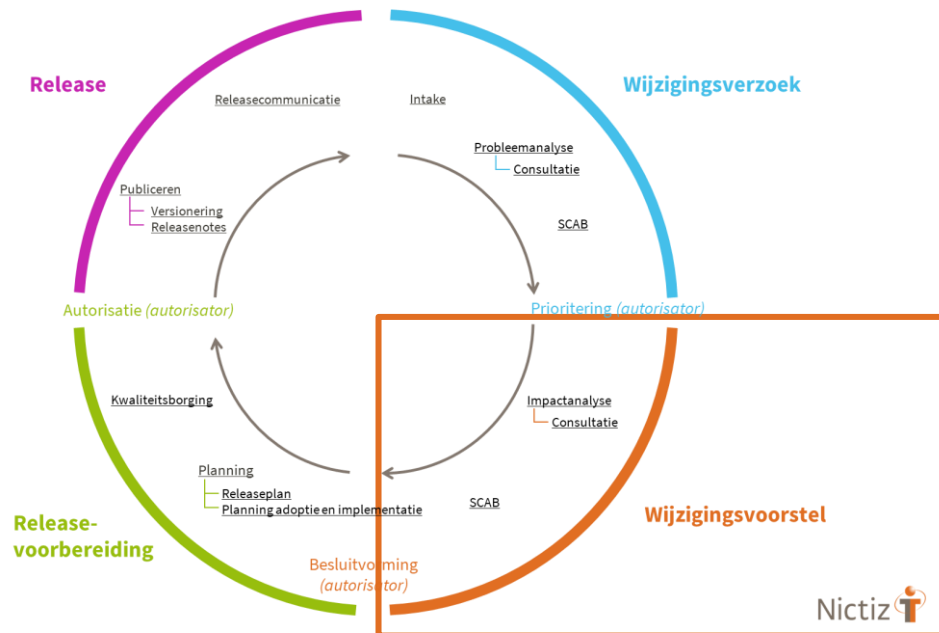 Release
Wijzigingsverzoek
Releasecommunicatie
Intake
Probleemanalyse
Consultatie
Publiceren
Versionering
Releasenotes
SCAB
Autorisatie (autorisator)
Prioritering (autorisator)
Kwaliteitsborging
Impactanalyse
Consultatie
Planning
Releaseplan
Planning adoptie en implementatie
SCAB
Release-
voorbereiding
Wijzigingsvoorstel
Besluitvorming
(autorisator)
Nictiz